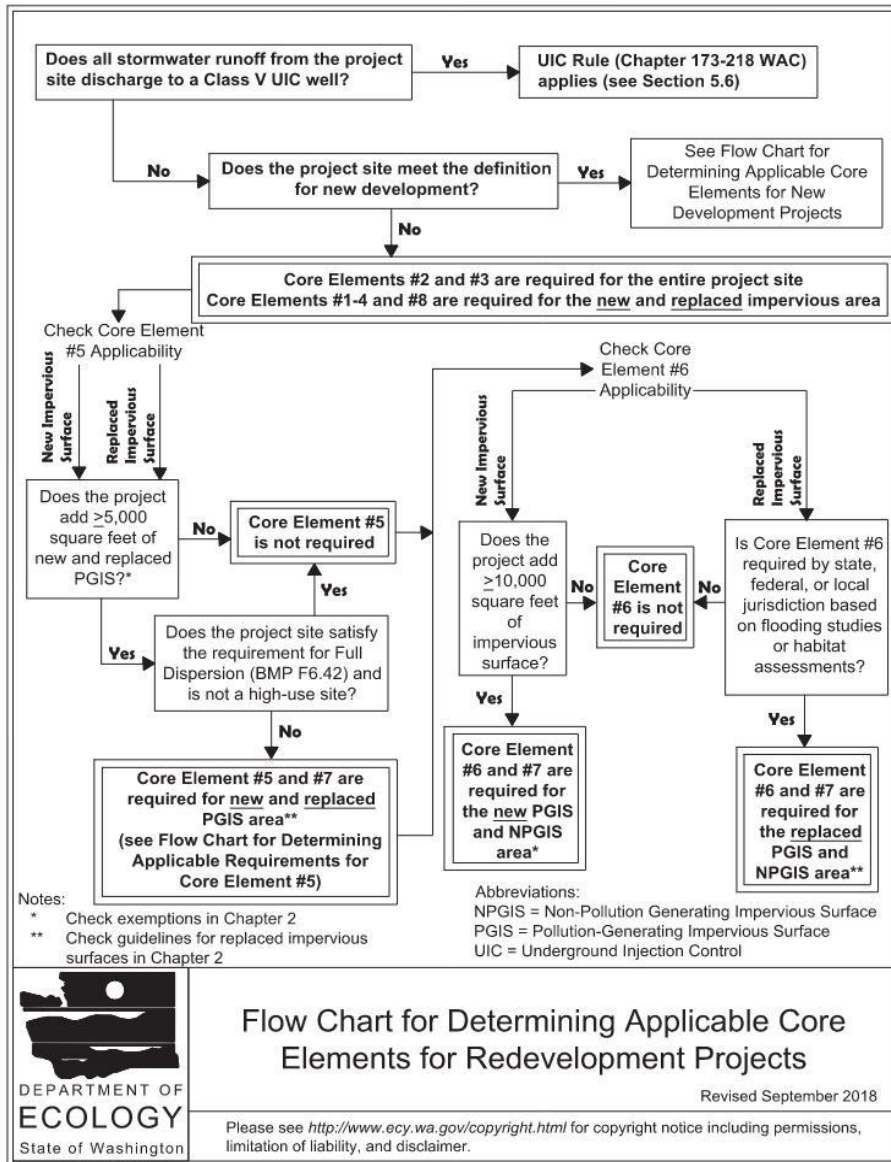 Does all stormwater runoff from the project
site discharge to a Class V UIC well?
Yes
UIC Rule (Chapter 173-218 WAC)
applies (see Section 5.6)
No
Does the project site meet the definition
for new development?
Yes
See Flow Chart for
Determining Applicable Core
Elements for New
Development Projects
No
Core Elements #2 and #3 are required for the entire project site
Core Elements #1-4 and #8 are required for the new and replaced impervious area
Check Core Element
#5 Applicability
New Impervious
Surface
Replaced
Impervious
Surface
Does the project
add ≥5,000
square feet of
new and replaced
PGIS?*
No
Core Element #5
is not required
Yes
Yes
Does the project site satisfy
the requirement for Full
Dispersion (BMP F6.42) and
is not a high-use site?
No
Core Element #5 and #7 are
required for new and replaced
PGIS area**
(see Flow Chart for Determining
Applicable Requirements for
Core Element #5)
Check Core
Element #6
Applicability
New Impervious
Surface
Replaced
Impervious
Surface
Does the
project add
≥10,000
square feet
of
impervious
surface?
No
Core
Element
#6 is not
required
No
Is Core Element #6
required by state,
federal, or local
jurisdiction based
on flooding studies
or habitat
assessments?
Yes
Core Element
#6 and #7 are
required for
the new PGIS
and NPGIS
area*
Yes
Core Element
#6 and #7 are
required for
the replaced
PGIS and
NPGIS area**
Notes:
* Check exemptions in Chapter 2
** Check guidelines for replaced impervious
surfaces in Chapter 2
Abbreviations:
NPGIS = Non-Pollution Generating Impervious Surface
PGIS = Pollution-Generating Impervious Surface
UIC = Underground Injection Control
DEPARTMENT OF
ECOLOGY
State of Washington
Flow Chart for Determining Applicable Core
Elements for Redevelopment Projects
Revised September 2018
Please see http://www.ecy.wa.gov/copyright.html for copyright notice including permissions,
limitation of liability, and disclaimer.